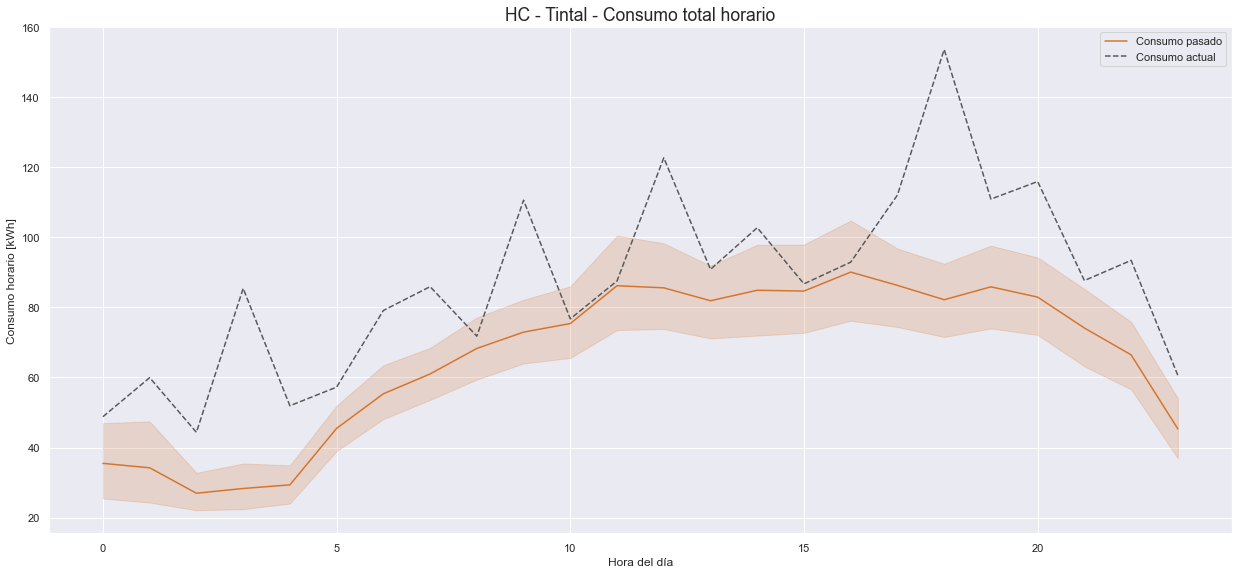 HC - Tintal - Consumo total horario
Consumo pasado
Consumo actual
Consumo horario [kWh]
160
140
120
100
80
60
40
20
0
5
10
15
20
Hora del día